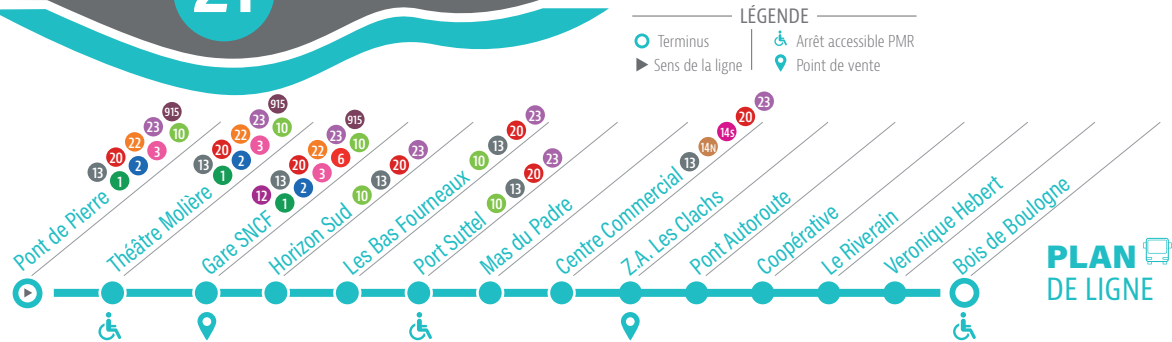 21
LÉGENDE
Terminus
Arrêt accessible PMR
Sens de la ligne
Point de vente
Pont de Pierre 13 20 22 23 915 1 2 3 10
Théâtre Molière 13 20 22 23 915 1 2 3 10
Gare SNCF 12 13 20 22 23 915 1 2 3 6 10
Horizon Sud 10 13 20 23
Les Bas Fourneaux 10 13 20 23
Port Suttel 10 13 20 23
Mas du Padre
Centre Commercial 13 14N 14S 20 23
Z.A. Les Clachs
Pont Autoroute
Coopérative
Le Riverain
Veronique Hebert
Bois de Boulogne
PLAN
DE LIGNE